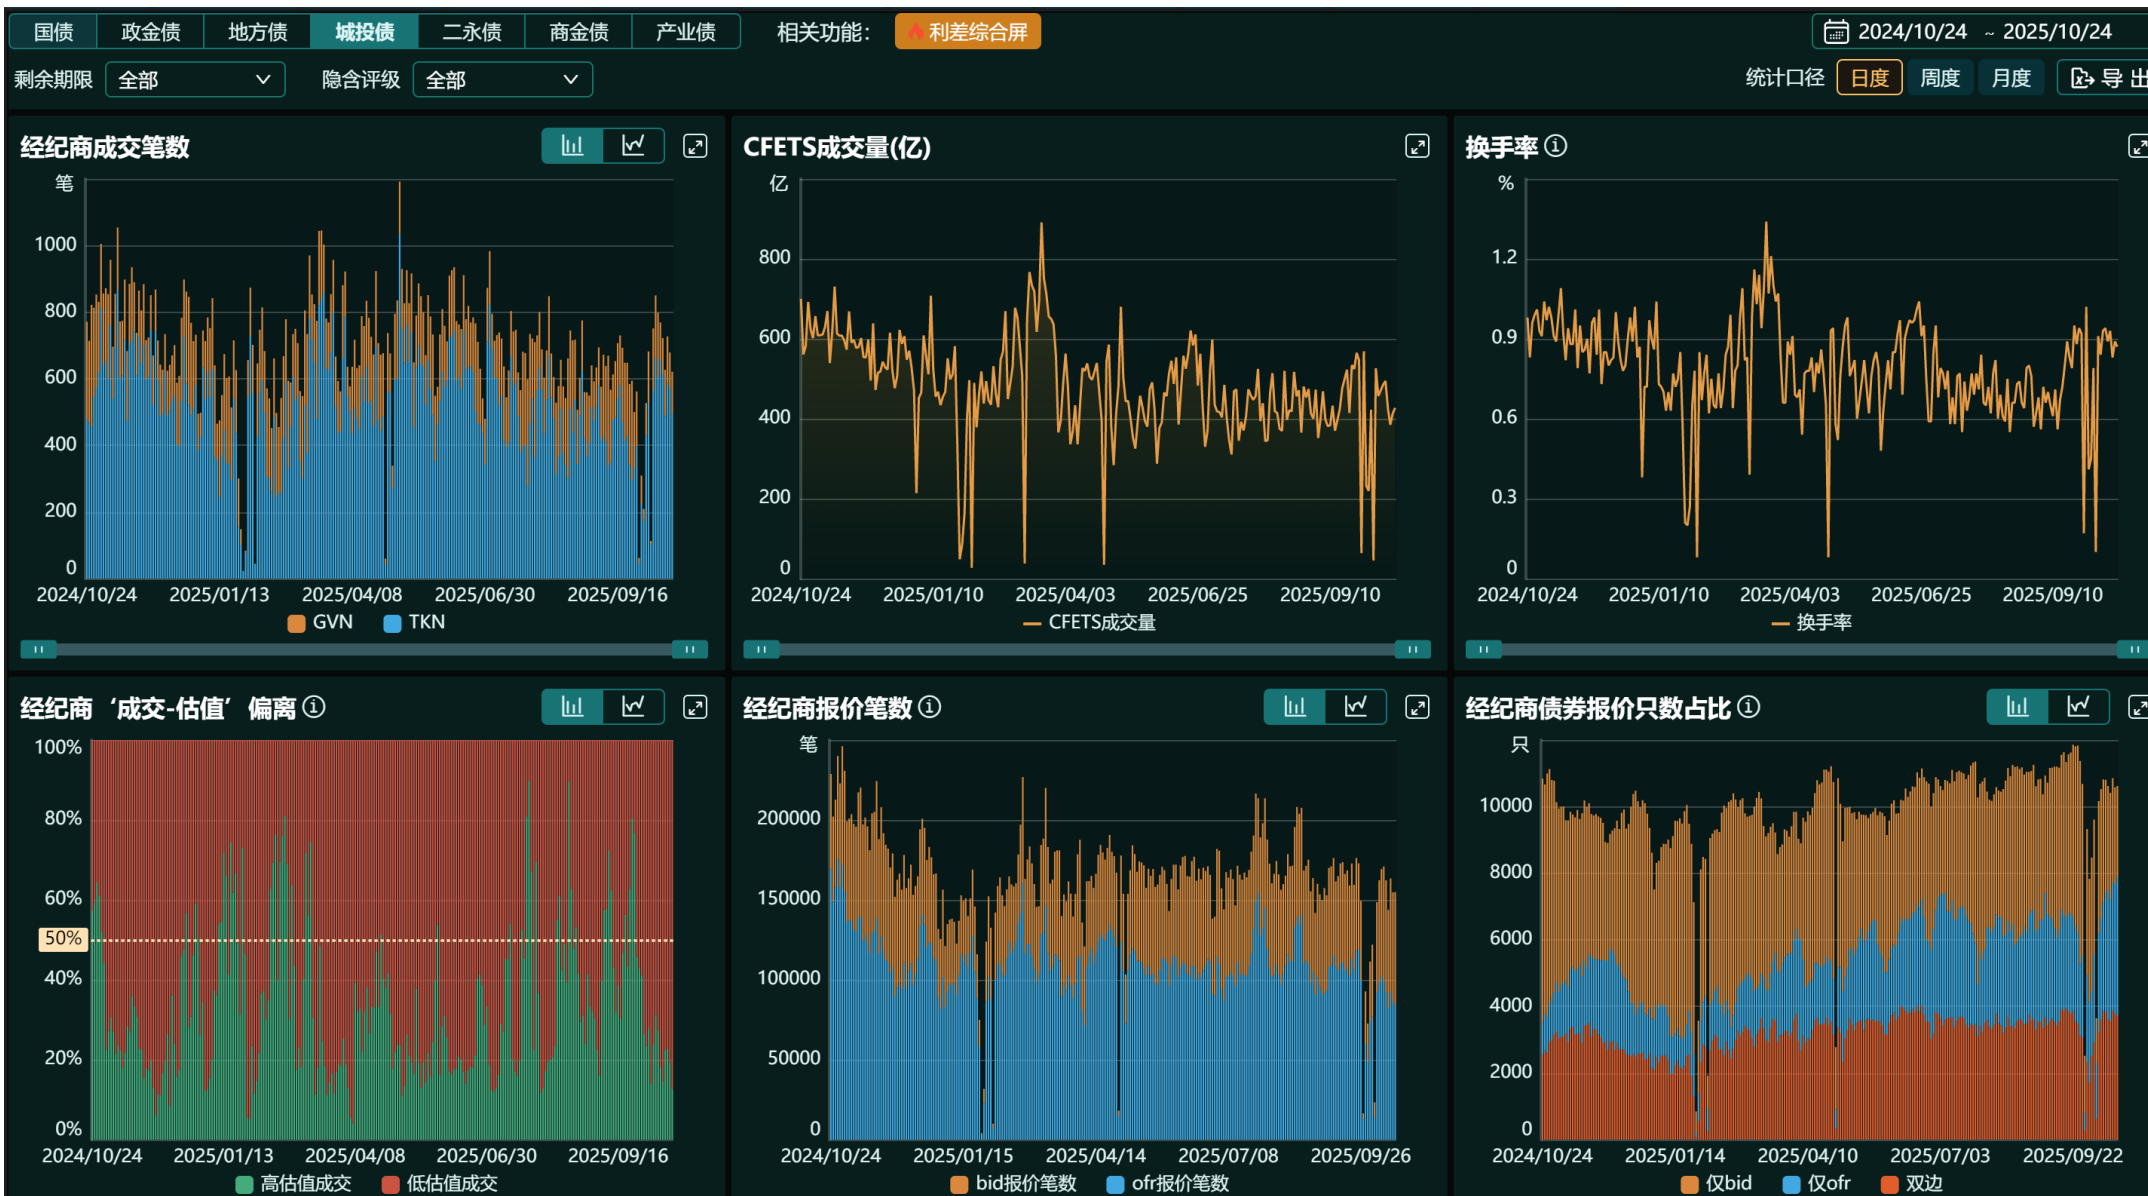 国债 政金债 地方债 城投债 二永债 商金债 产业债 相关功能： 利差综合屏 2024/10/24 ~ 2025/10/24
剩余期限 全部 隐含评级 全部 统计口径 日度 周度 月度 导 出
经纪商成交笔数
笔
1000
800
600
400
200
0
2024/10/24 2025/01/13 2025/04/08 2025/06/30 2025/09/16
GVN TKN
CFETS成交量(亿)
亿
800
600
400
200
0
2024/10/24 2025/01/10 2025/04/03 2025/06/25 2025/09/10
CFETS成交量
换手率
%
1.2
0.9
0.6
0.3
0
2024/10/24 2025/01/10 2025/04/03 2025/06/25 2025/09/10
换手率
经纪商‘成交-估值’偏离
100%
80%
60%
50%
40%
20%
0%
2024/10/24 2025/01/13 2025/04/08 2025/06/30 2025/09/16
高估值成交 低估值成交
经纪商报价笔数
笔
200000
150000
100000
50000
0
2024/10/24 2025/01/15 2025/04/14 2025/07/08 2025/09/26
bid报价笔数 ofr报价笔数
经纪商债券报价只数占比
只
10000
8000
6000
4000
2000
0
2024/10/24 2025/01/14 2025/04/10 2025/07/03 2025/09/22
仅bid 仅ofr 双边